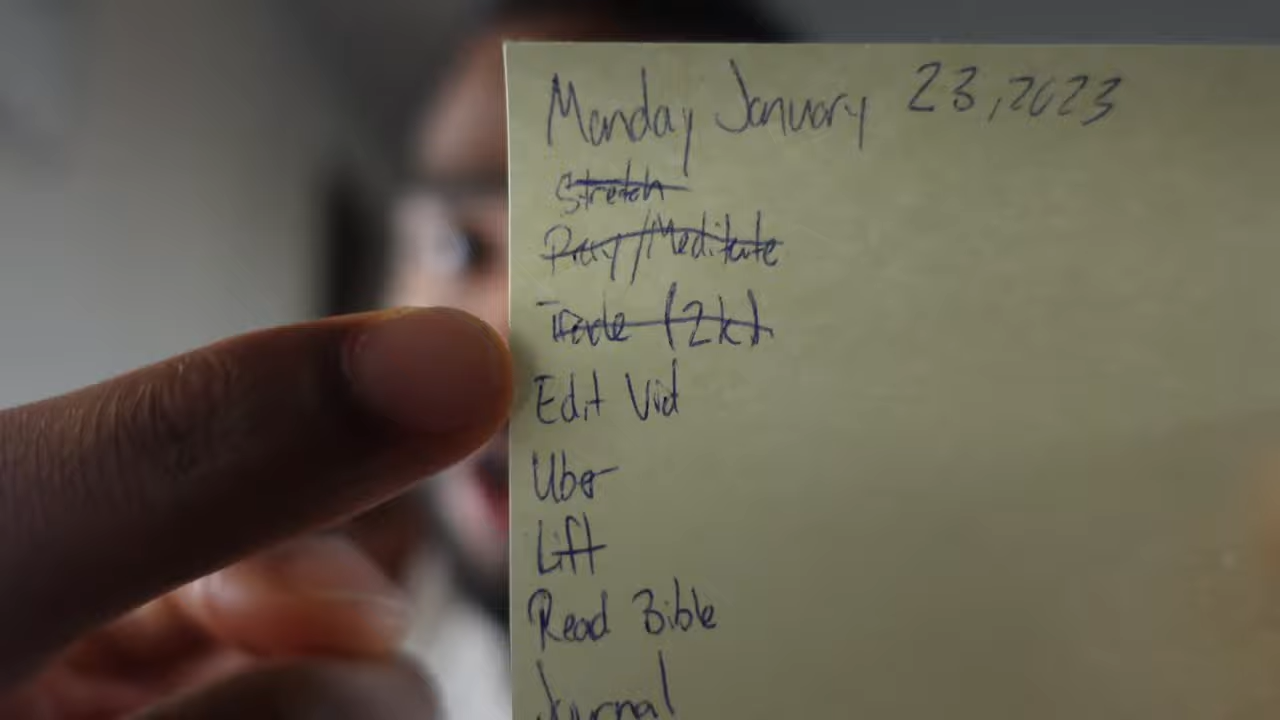 Monday January 23, 2023
Stretch
Pray/Meditate
Trade (2k)
Edit Vid
Uber
Lift
Read Bible
Journal